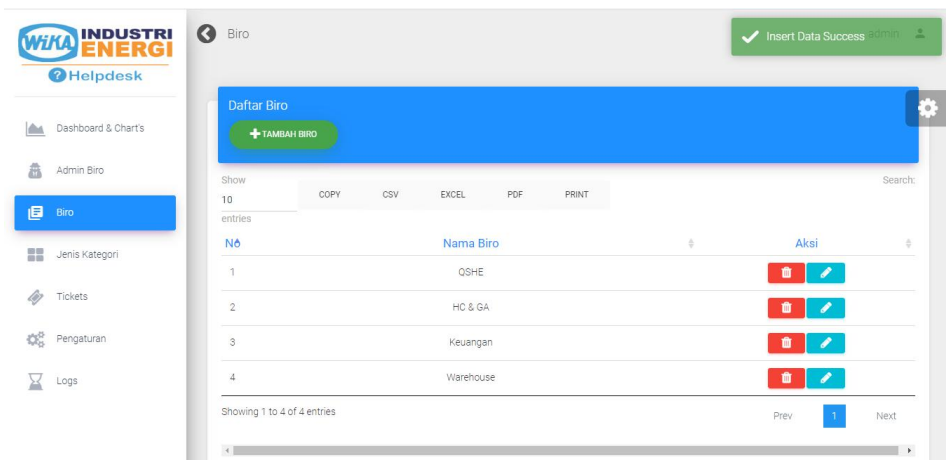 WiKA INDUSTRI ENERGI
? Helpdesk
Dashboard & Chart's
Admin Biro
Biro
Jenis Kategori
Tickets
Pengaturan
Logs
Biro
admin
Insert Data Success
Daftar Biro
+ TAMBAH BIRO
Show
10
entries
COPY CSV EXCEL PDF PRINT
Search:
No Nama Biro Aksi
1 QSHE
2 HC & GA
3 Keuangan
4 Warehouse
Showing 1 to 4 of 4 entries
Prev 1 Next